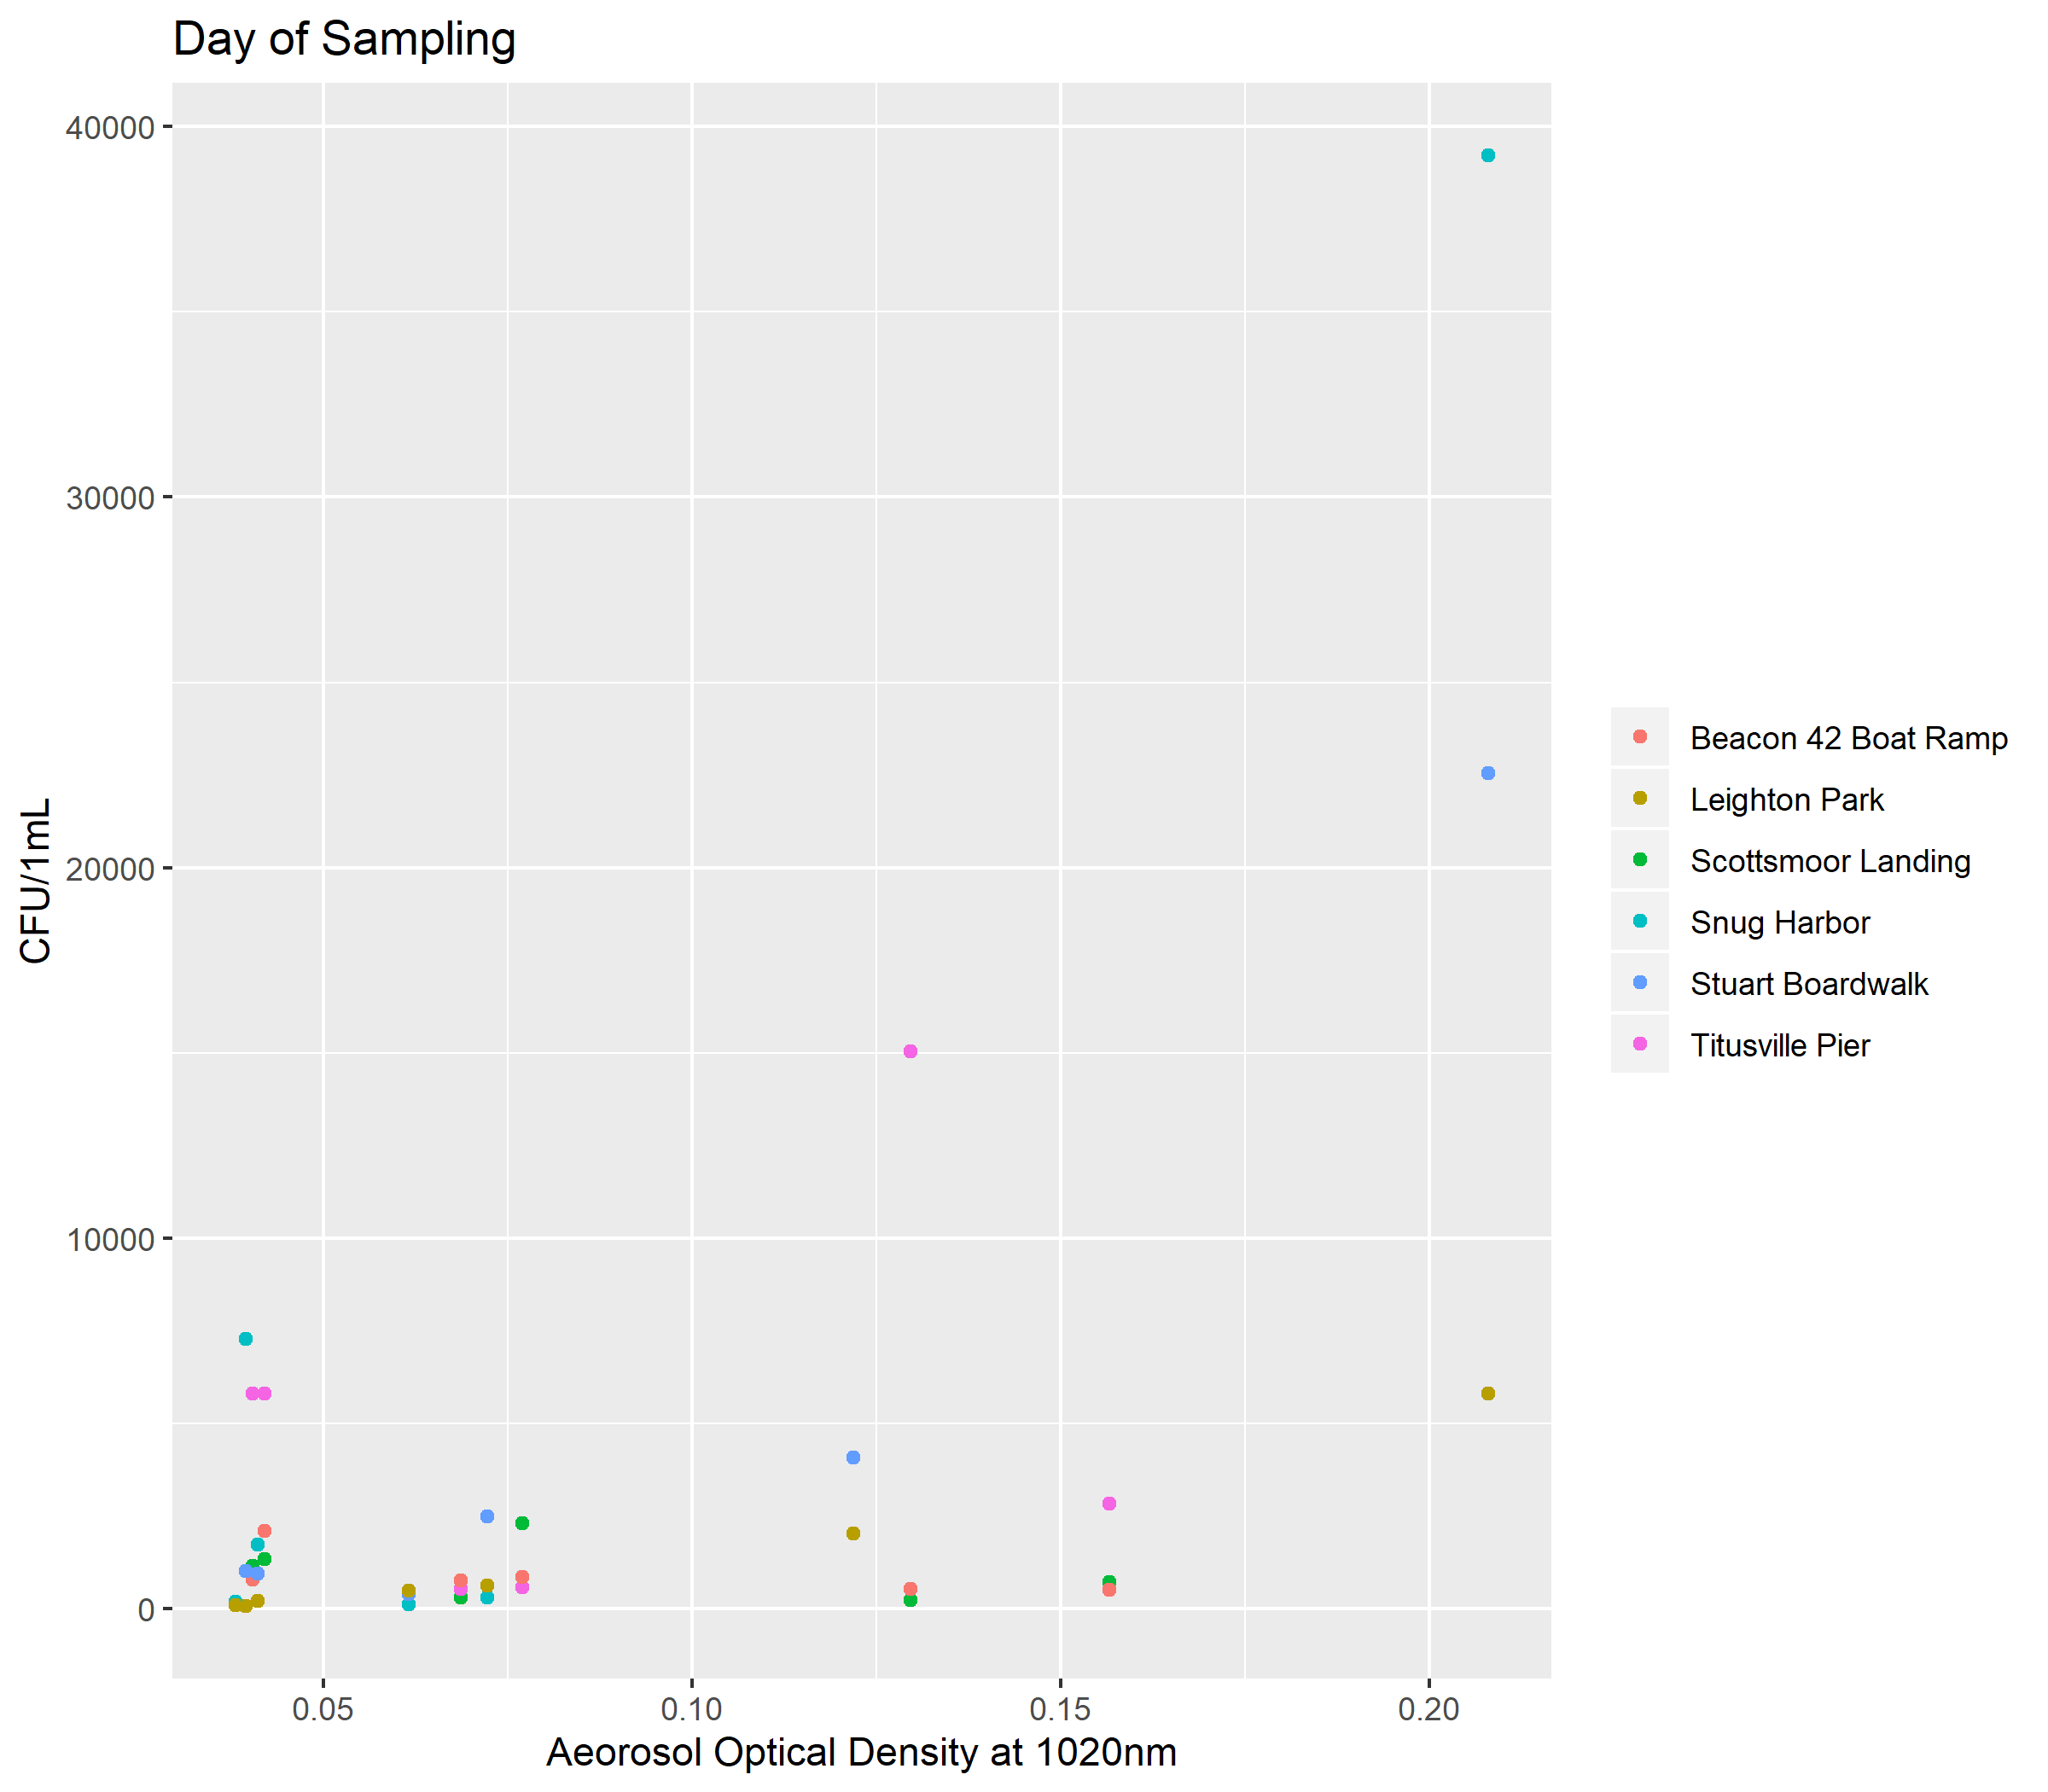 Day of Sampling
CFU/1mL
40000
30000
20000
10000
0
0.05 0.10 0.15 0.20
Aeorosol Optical Density at 1020nm
Beacon 42 Boat Ramp
Leighton Park
Scottsmoor Landing
Snug Harbor
Stuart Boardwalk
Titusville Pier